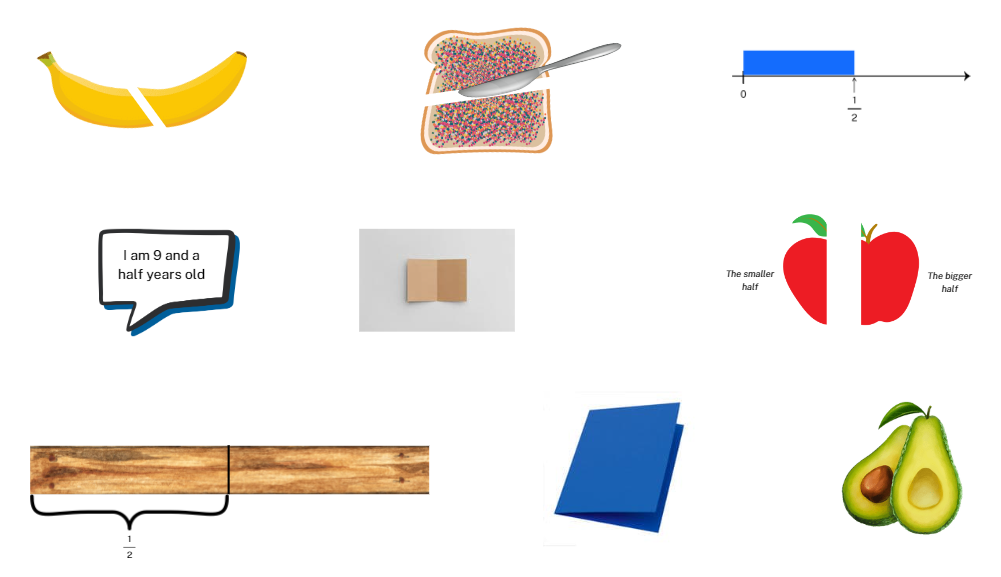 0
1
2
I am 9 and a
half years old
The smaller
half
The bigger
half
1
2